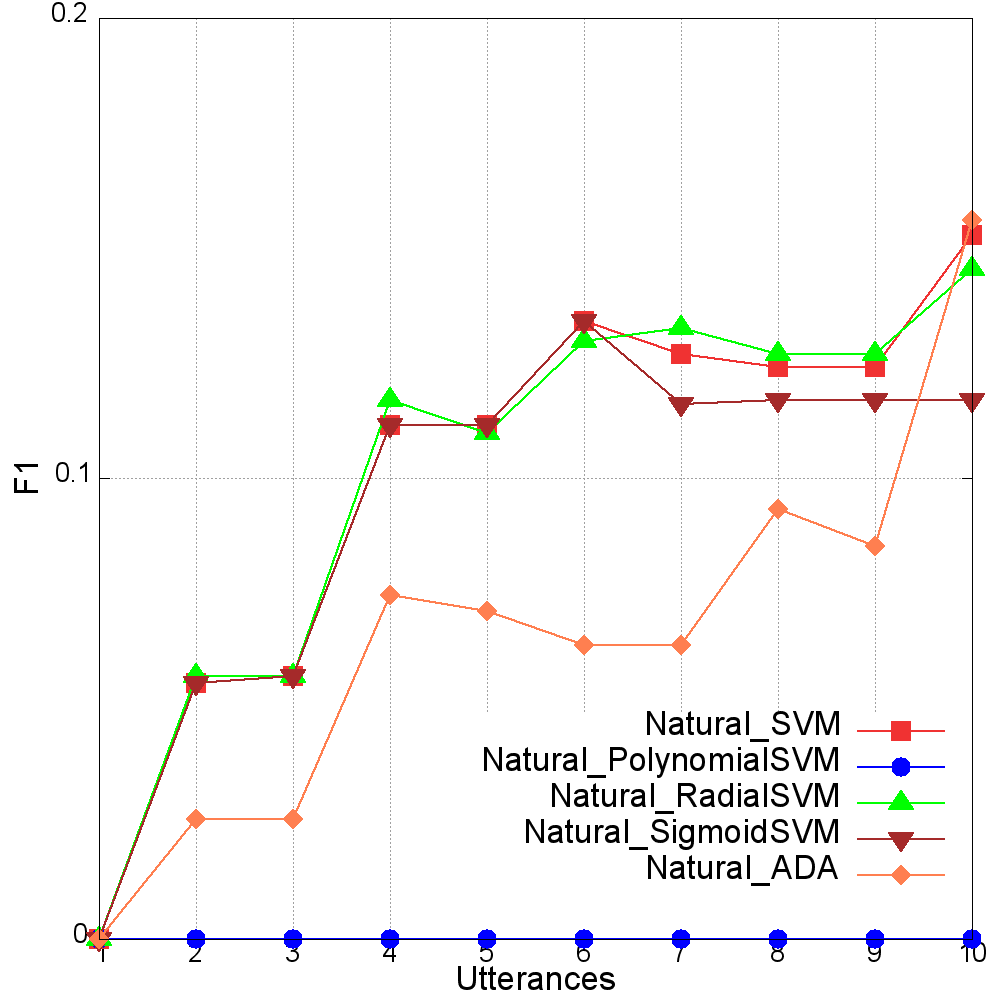 0.2
0.1
0
F1
1 2 3 4 5 6 7 8 9 10
Utterances
Natural_SVM
Natural_PolynomialSVM
Natural_RadialSVM
Natural_SigmoidSVM
Natural_ADA